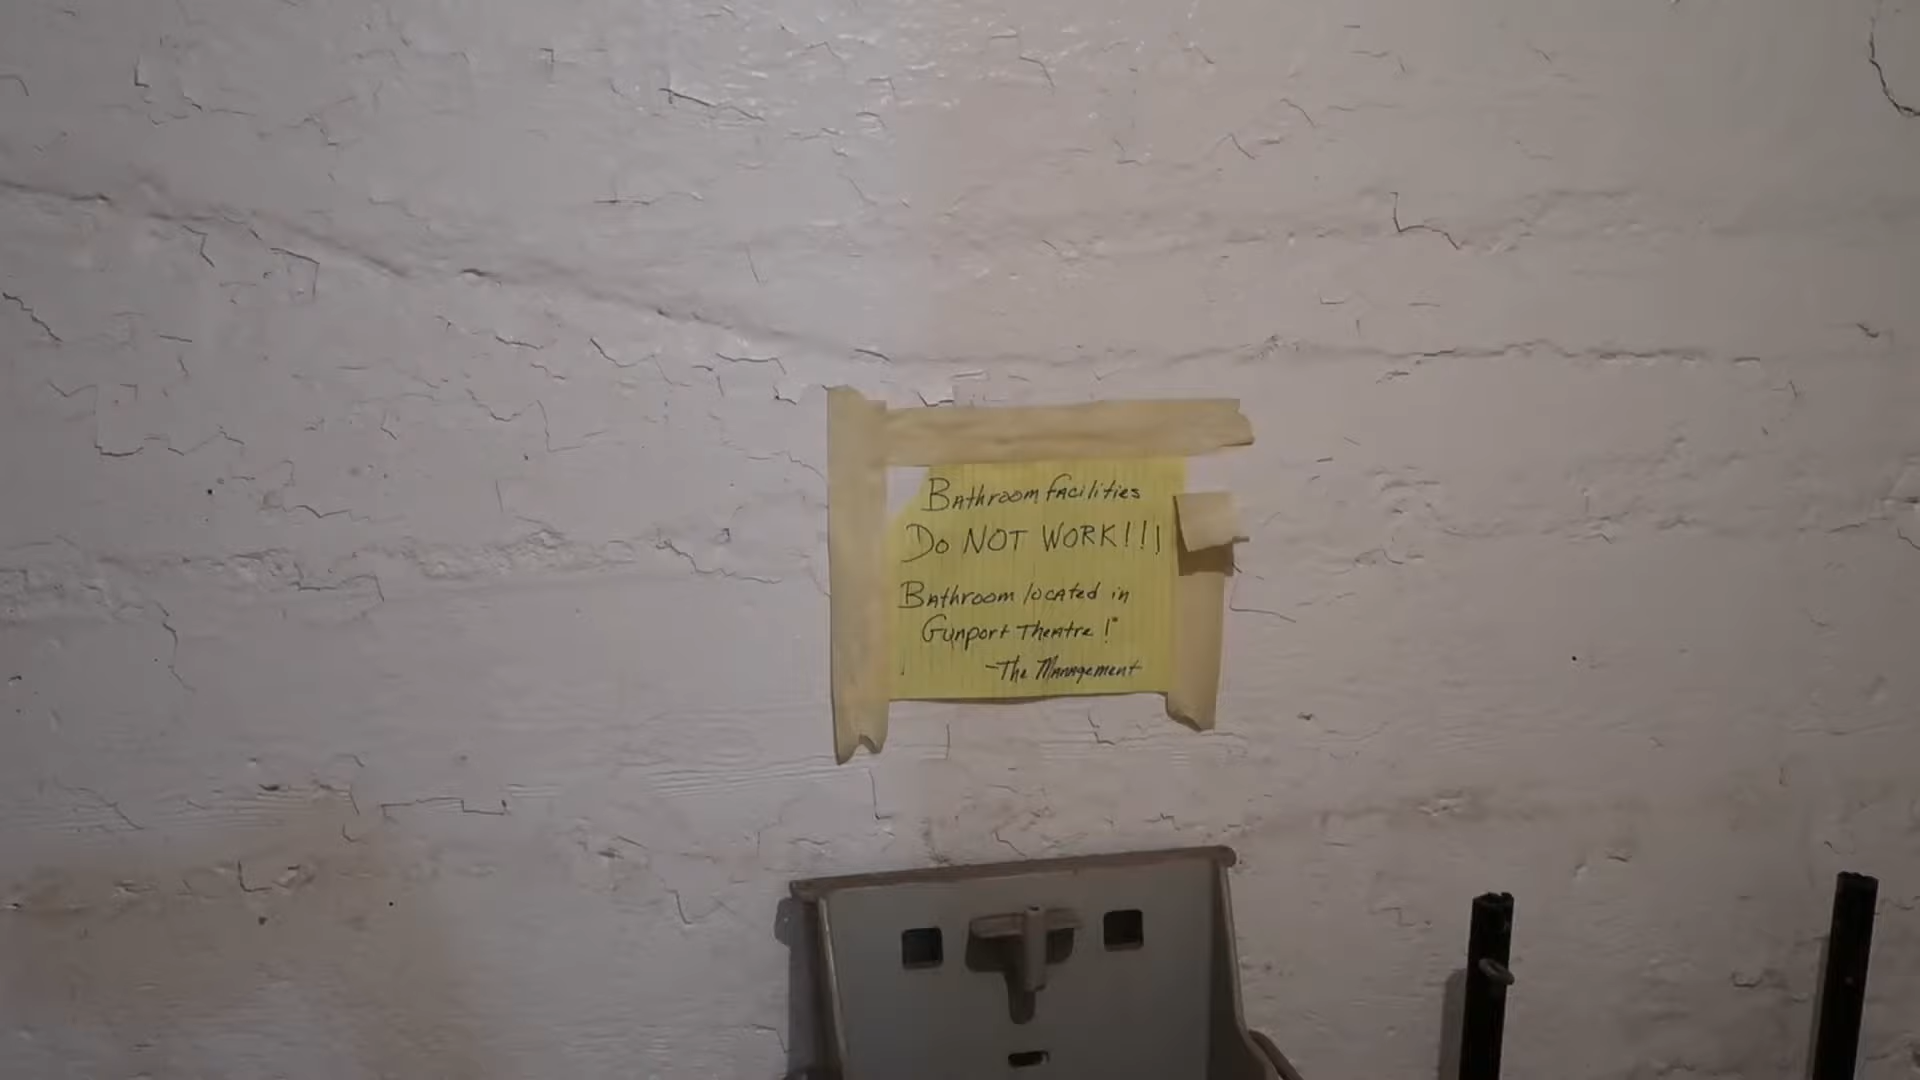 Bathroom facilities
Do NOT WORK!!!
Bathroom located in
Gunport Theatre!
-The Management